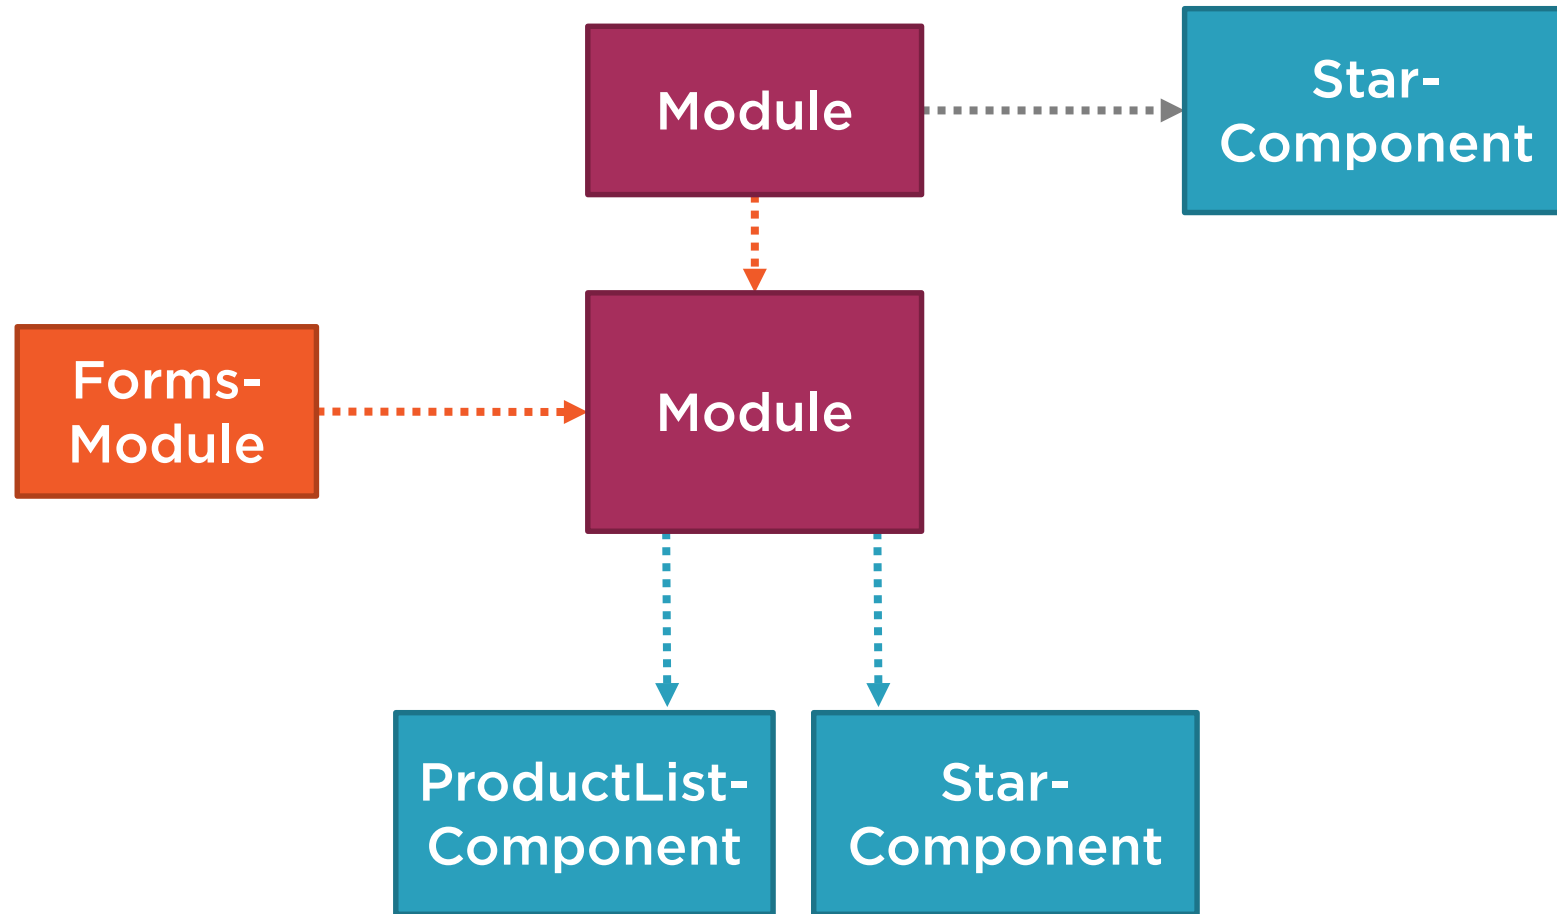 Module
Star-
Component
Forms-
Module
Module
ProductList-
Component
Star-
Component